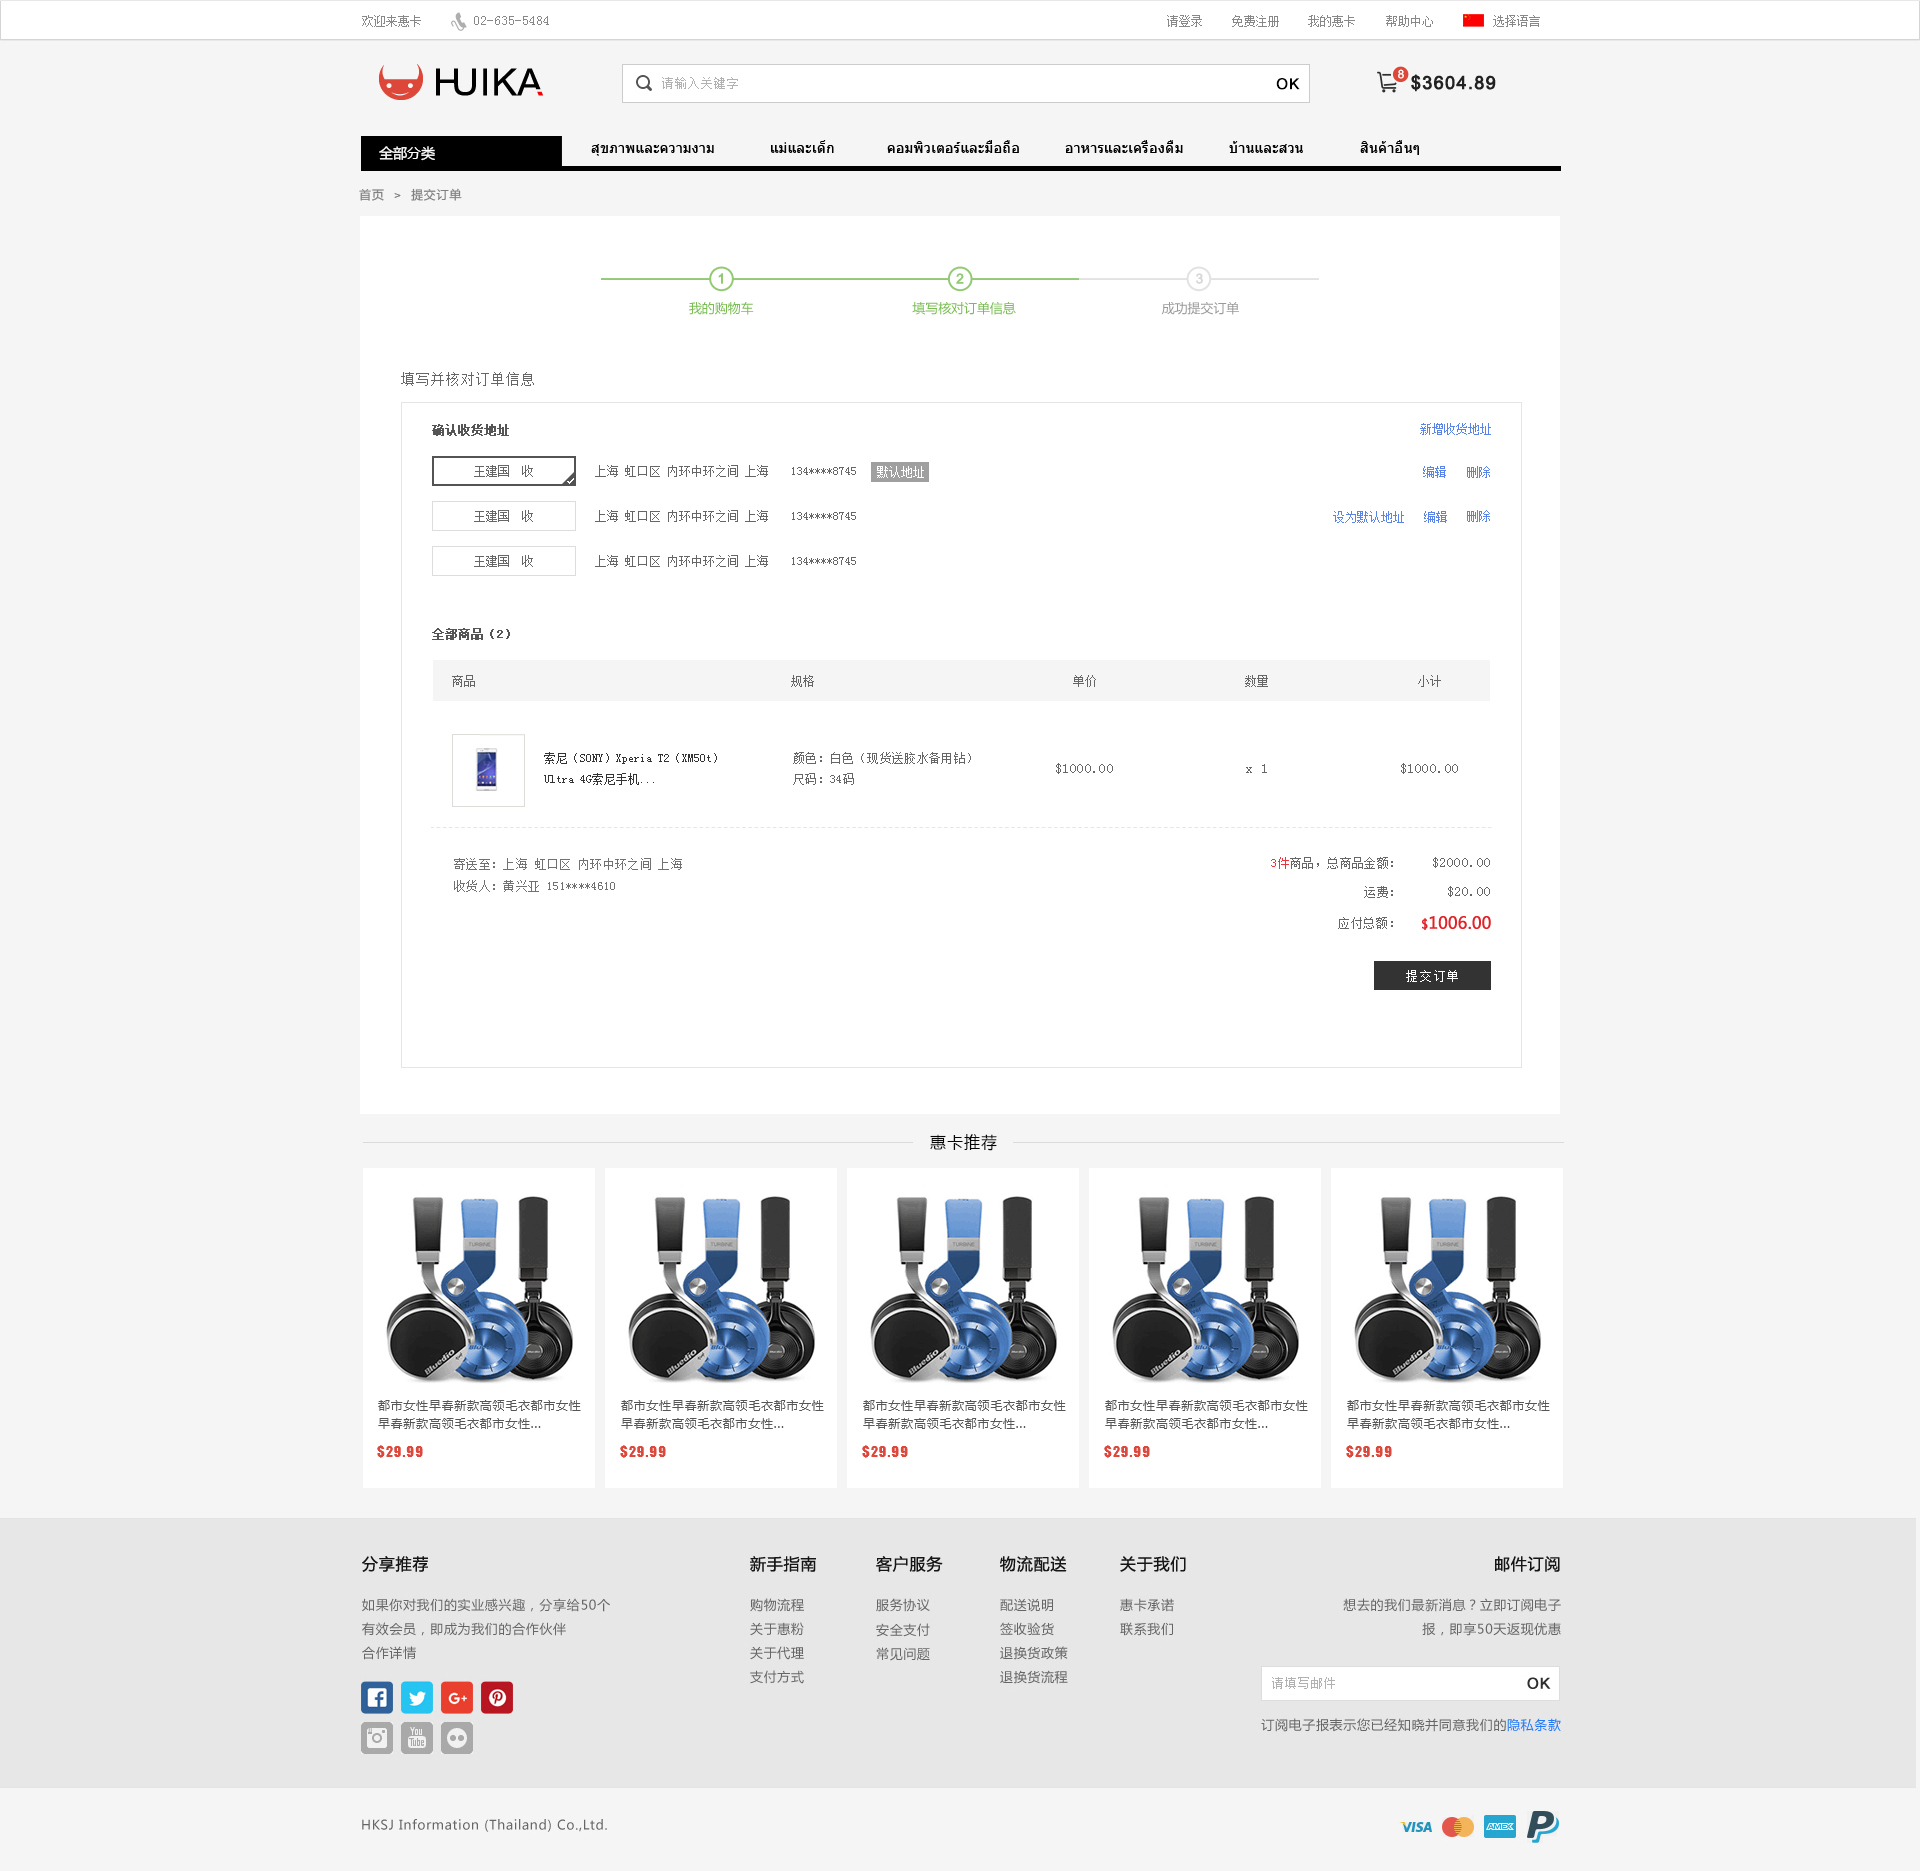 欢迎来惠卡 02-635-5484 请登录 免费注册 我的惠卡 帮助中心 选择语言
HUIKA 请输入关键字 OK 8 $3604.89
全部分类 สุขภาพและความงาม แม่และเด็ก คอมพิวเตอร์และมือถือ อาหารและเครื่องดื่ม บ้านและสวน สินค้าอื่นๆ
首页 > 提交订单
1 2 3
我的购物车 填写核对订单信息 成功提交订单
填写并核对订单信息
确认收货地址 新增收货地址
王建国 收 上海 虹口区 内环中环之间 上海 134****8745 默认地址 编辑 删除
王建国 收 上海 虹口区 内环中环之间 上海 134****8745 设为默认地址 编辑 删除
王建国 收 上海 虹口区 内环中环之间 上海 134****8745
全部商品（2）
商品 规格 单价 数量 小计
索尼（SONY）Xperia T2（XM50t） 颜色：白色（现货送胶水备用钻）
$1000.00 x 1 $1000.00
Ultra 4G索尼手机... 尺码：34码
寄送至：上海 虹口区 内环中环之间 上海 3件商品，总商品金额： $2000.00
收货人：黄兴亚 151****4610 运费： $20.00
应付总额： $1006.00
提交订单
惠卡推荐
TURBINE TURBINE TURBINE TURBINE TURBINE
Bluedio Bluedio Bluedio Bluedio Bluedio
都市女性早春新款高领毛衣都市女性 都市女性早春新款高领毛衣都市女性 都市女性早春新款高领毛衣都市女性 都市女性早春新款高领毛衣都市女性 都市女性早春新款高领毛衣都市女性
早春新款高领毛衣都市女性... 早春新款高领毛衣都市女性... 早春新款高领毛衣都市女性... 早春新款高领毛衣都市女性... 早春新款高领毛衣都市女性...
$29.99 $29.99 $29.99 $29.99 $29.99
分享推荐 新手指南 客户服务 物流配送 关于我们 邮件订阅
如果你对我们的实业感兴趣，分享给50个 购物流程 服务协议 配送说明 惠卡承诺 想去的我们最新消息？立即订阅电子
有效会员，即成为我们的合作伙伴 关于惠粉 安全支付 签收验货 联系我们 报，即享50天返现优惠
合作详情 关于代理 常见问题 退换货政策
支付方式 退换货流程
请填写邮件 OK
G+
You
Tube
订阅电子报表示您已经知晓并同意我们的隐私条款
HKSJ Information (Thailand) Co.,Ltd. VISA AMEX